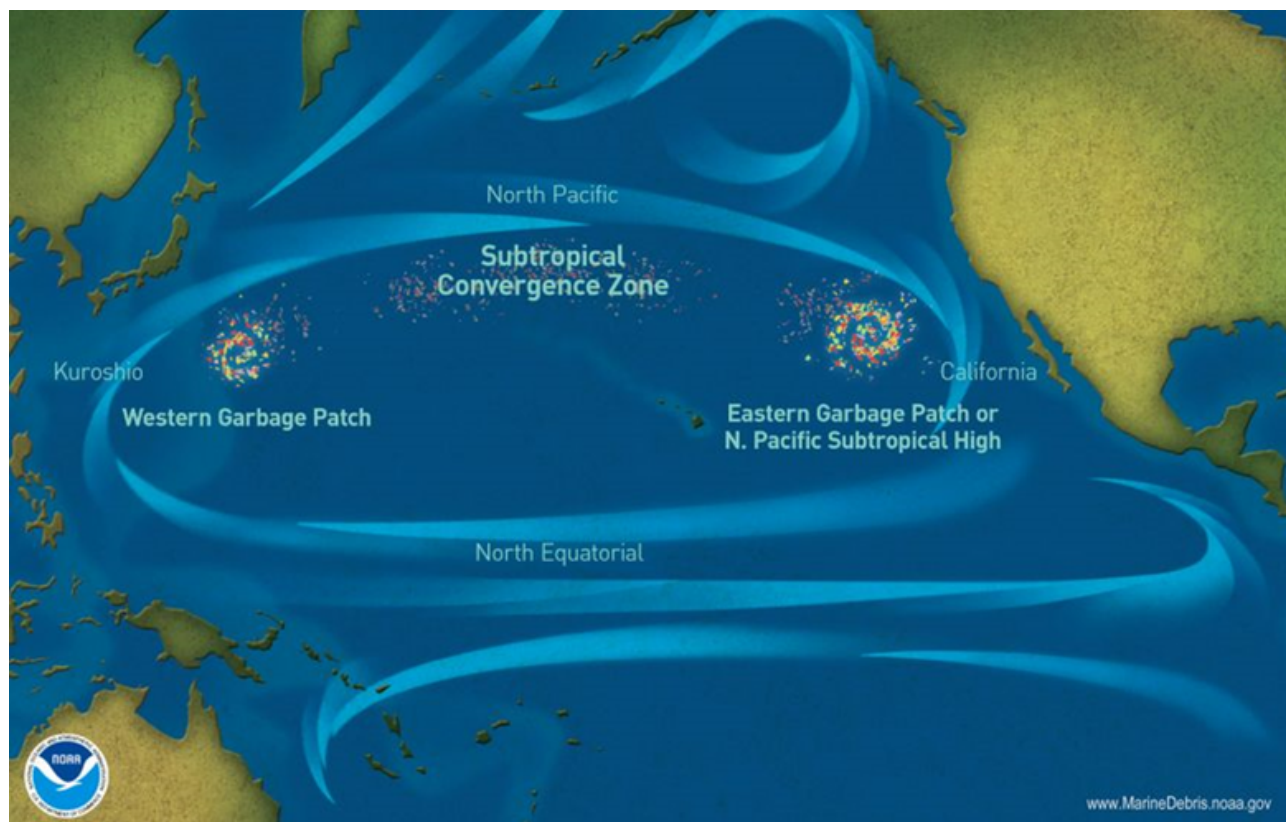 North Pacific
Subtropical
Convergence Zone
Kuroshio
California
Western Garbage Patch
Eastern Garbage Patch or
N. Pacific Subtropical High
North Equatorial
NOAA
www.MarineDebris.noaa.gov